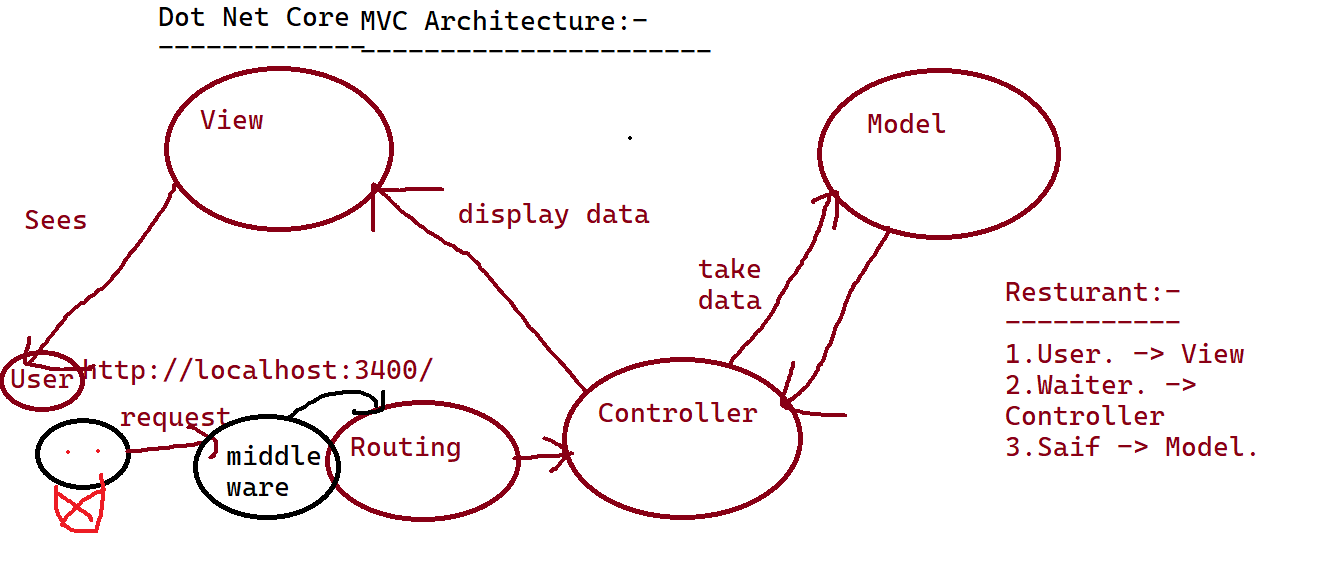 Dot Net Core MVC Architecture:-
-----------------------------------
View
Model
Sees
display data
take
data
Resturant:-
-----------
1.User. -> View
2.Waiter. ->
Controller
3.Saif -> Model.
User
http://localhost:3400/
request
Controller
Routing
middle
ware